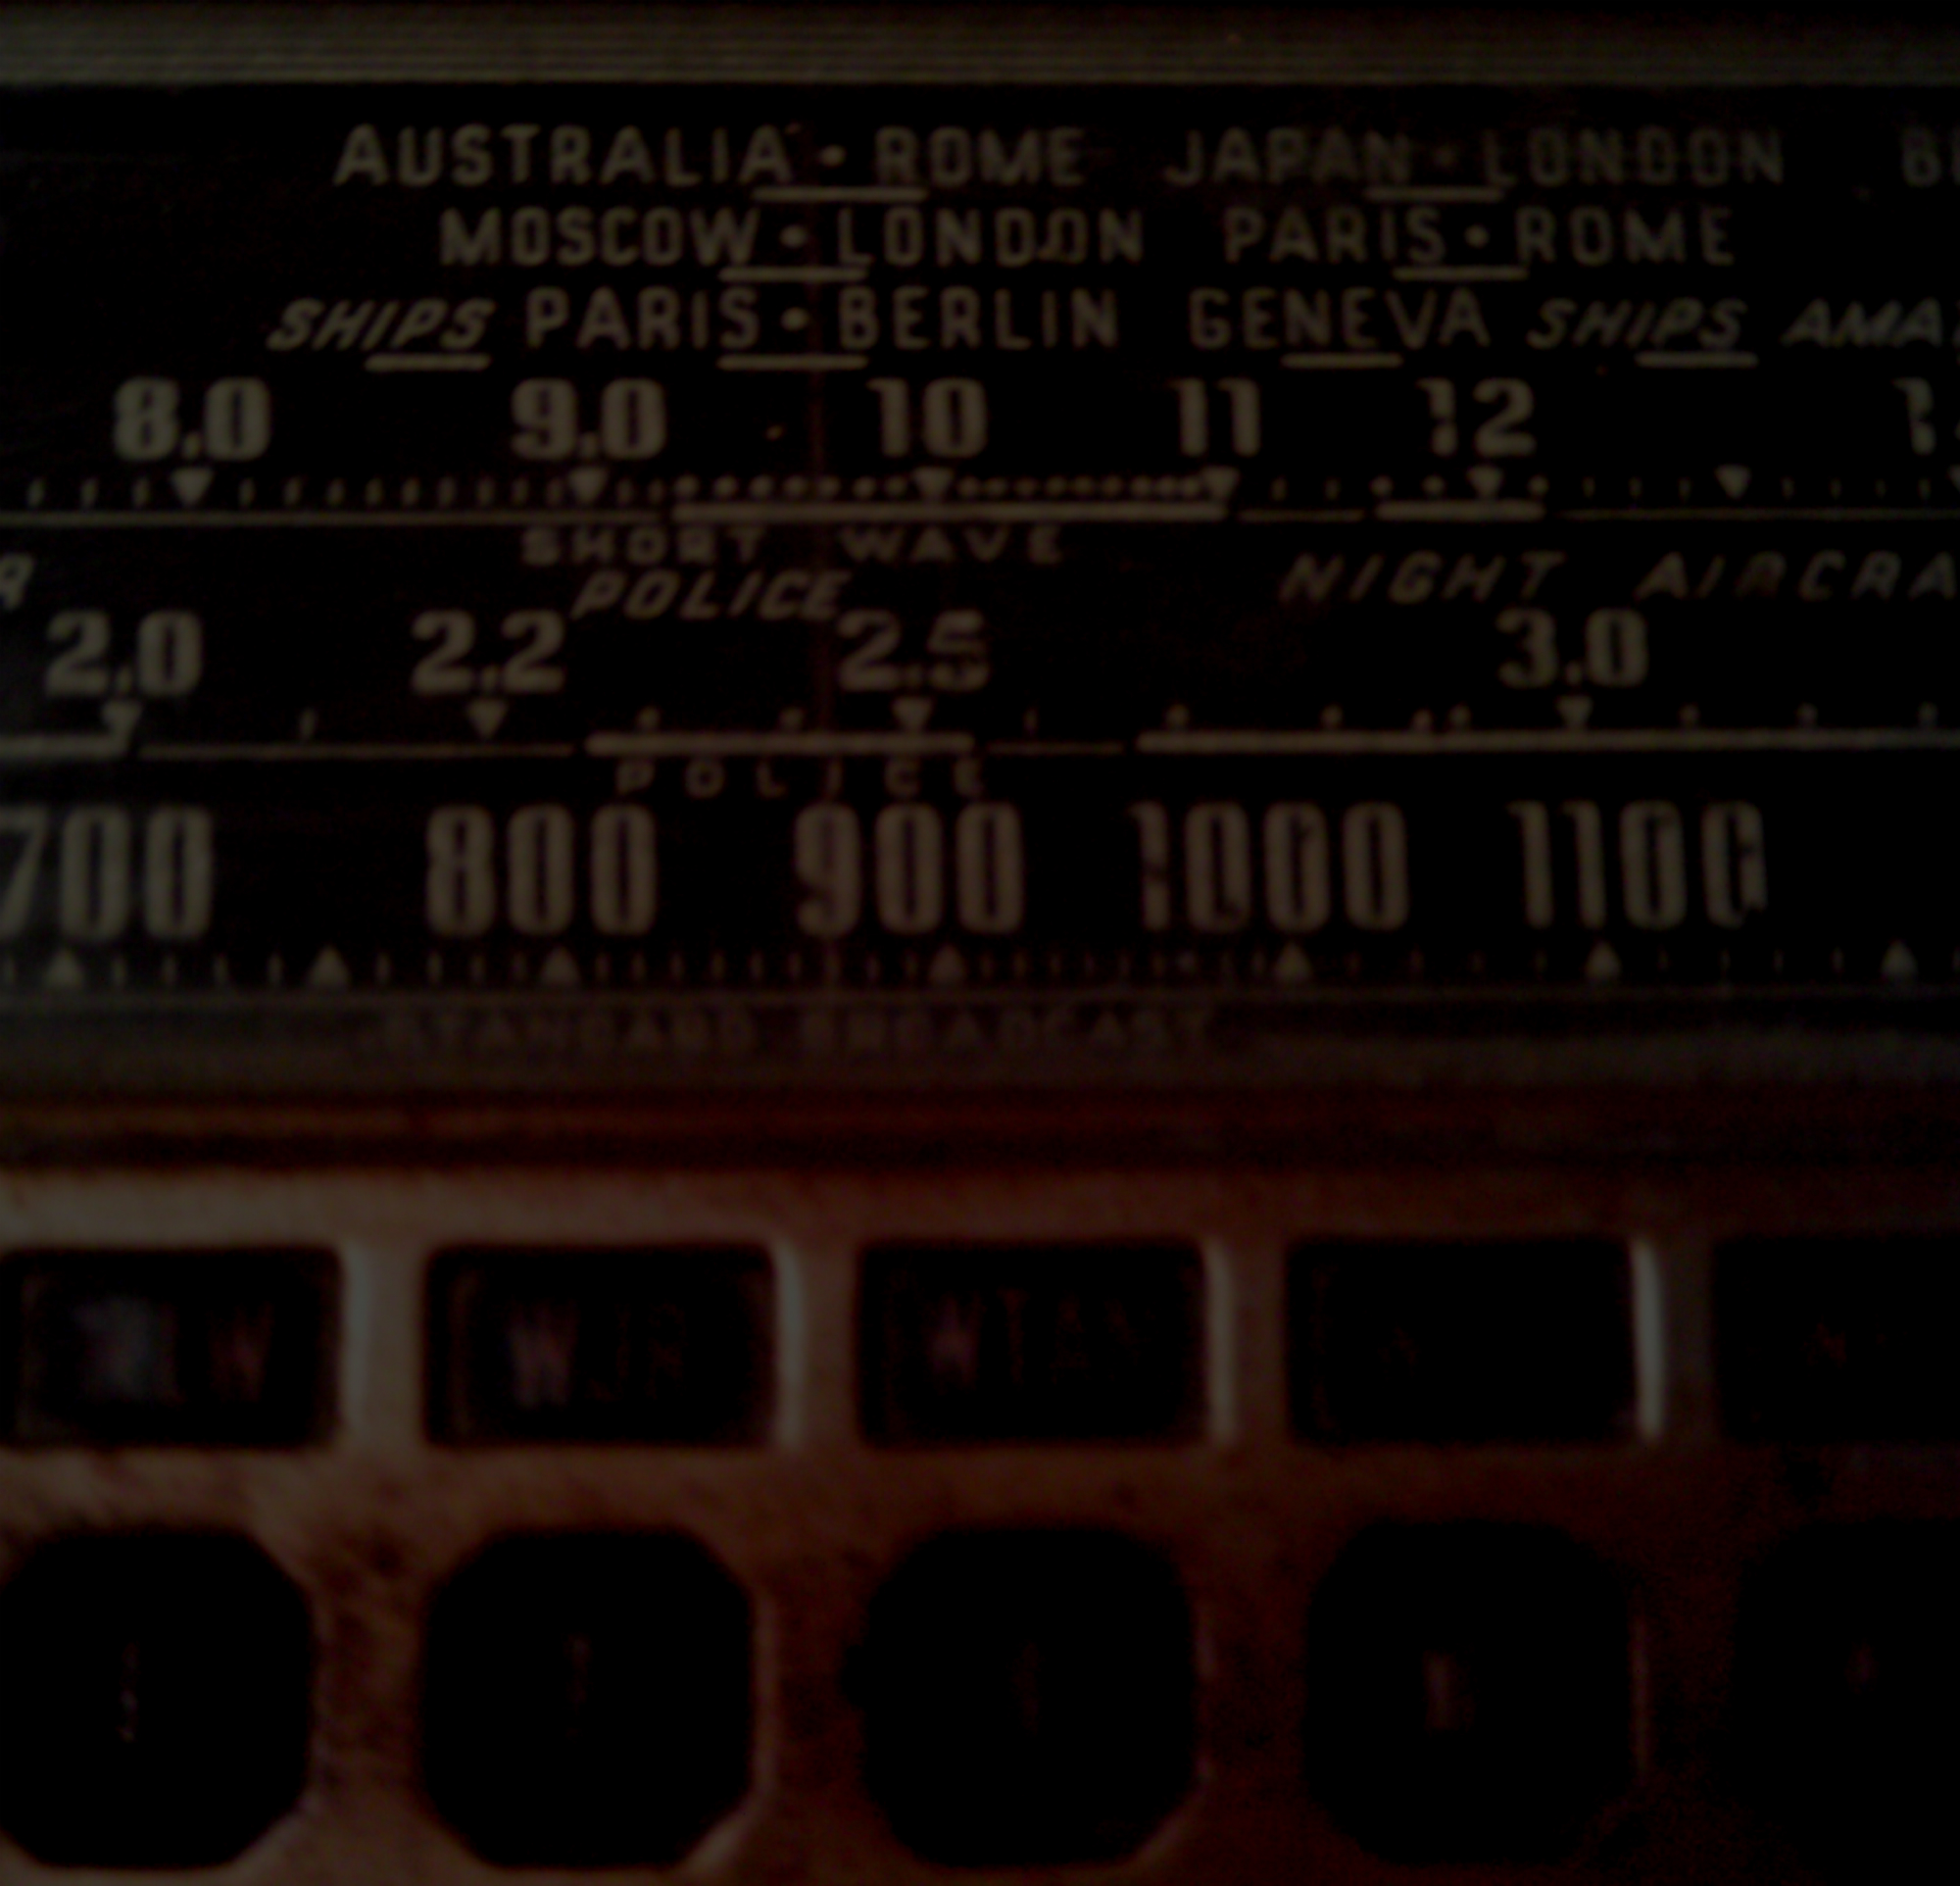 AUSTRALIA • ROME JAPAN • LONDON
MOSCOW • LONDON PARIS • ROME
SHIPS PARIS • BERLIN GENEVA SHIPS
8.0 9.0 10 11 12
SHORT WAVE
POLICE NIGHT
2.0 2.2 2.5 3.0
POLICE
700 800 900 1000 1100
STANDARD BROADCAST
WJR